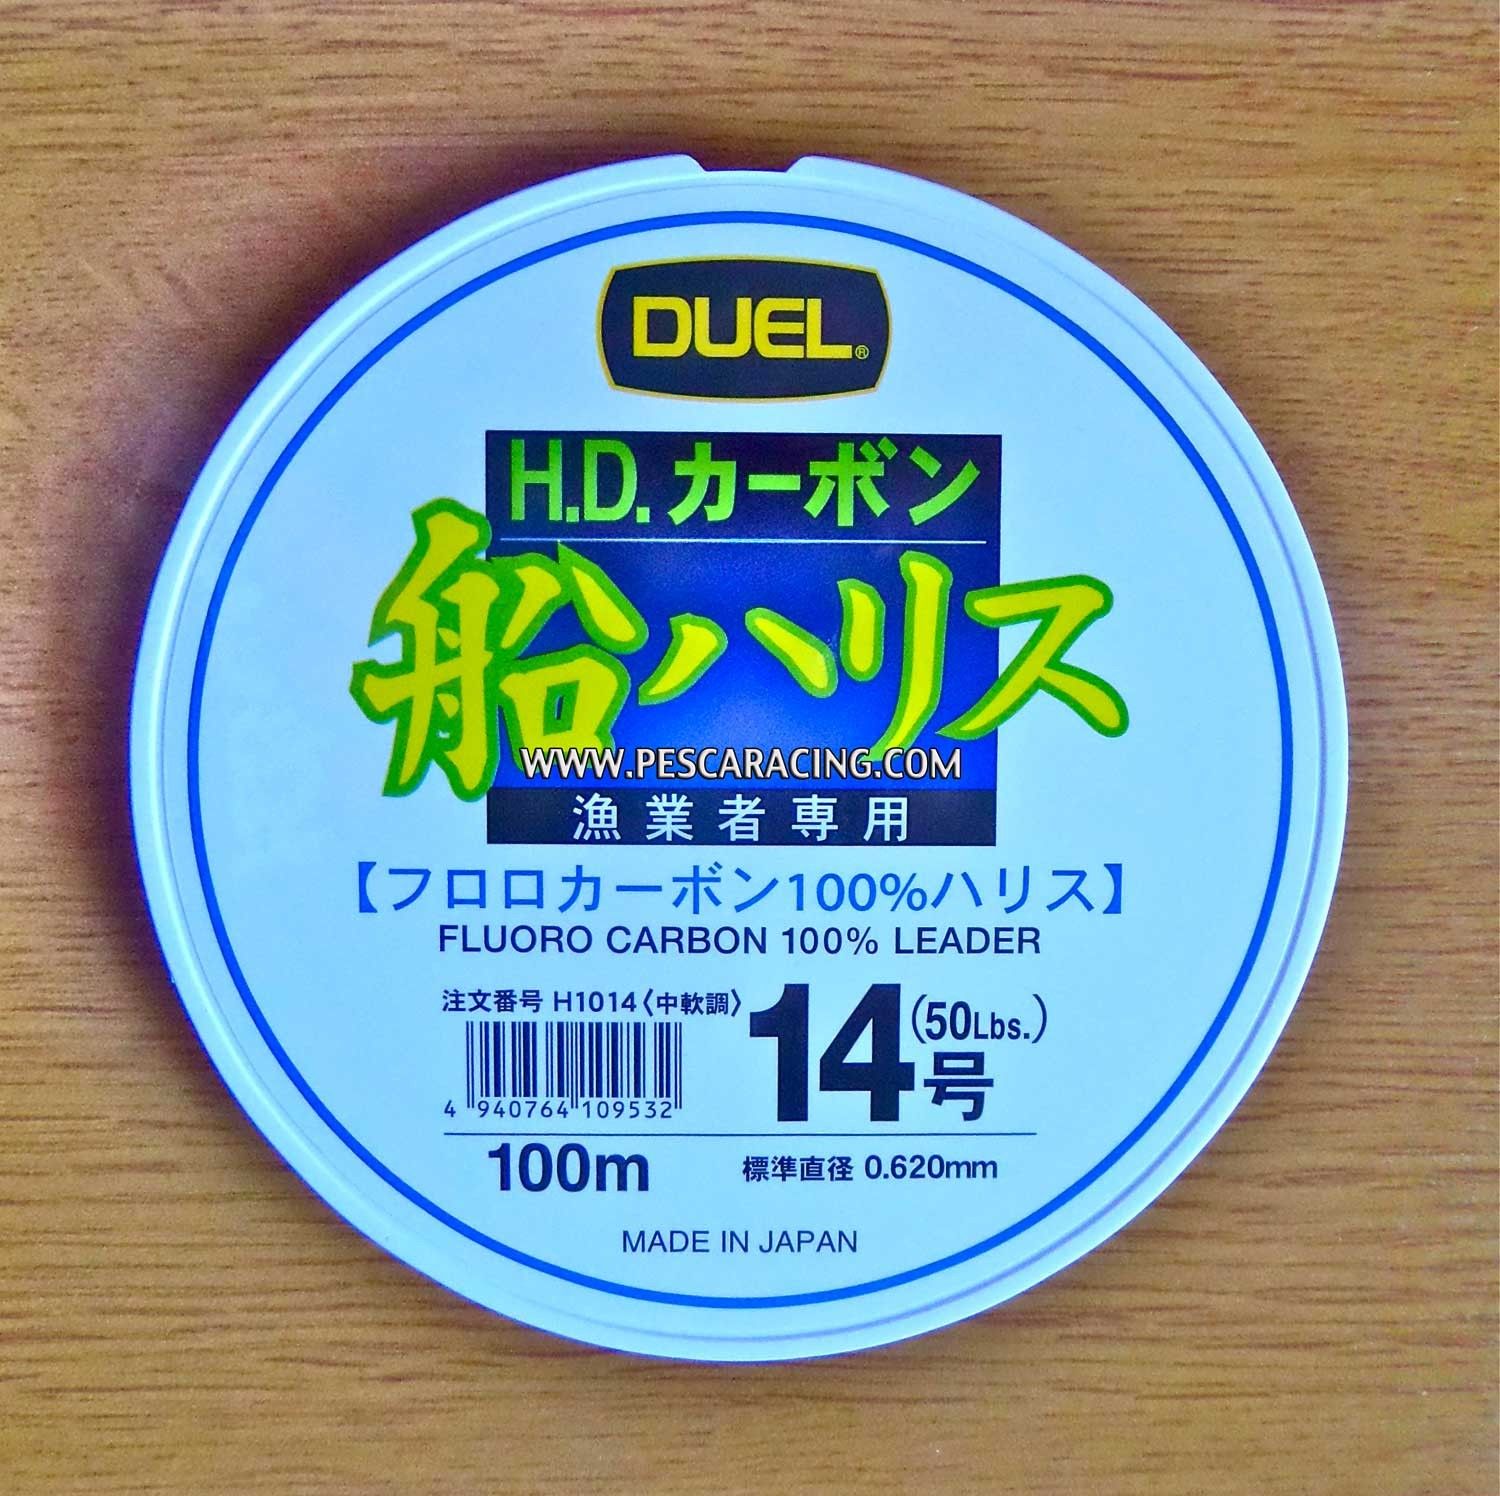 DUEL®
H.D.カーボン
船ハリス
WWW.PESCARACING.COM
漁業者専用
【フロロカーボン100%ハリス】
FLUORO CARBON 100% LEADER
注文番号 H1014〈中軟調〉
14号 (50Lbs.)
4 940764 109532
100m 標準直径 0.620mm
MADE IN JAPAN